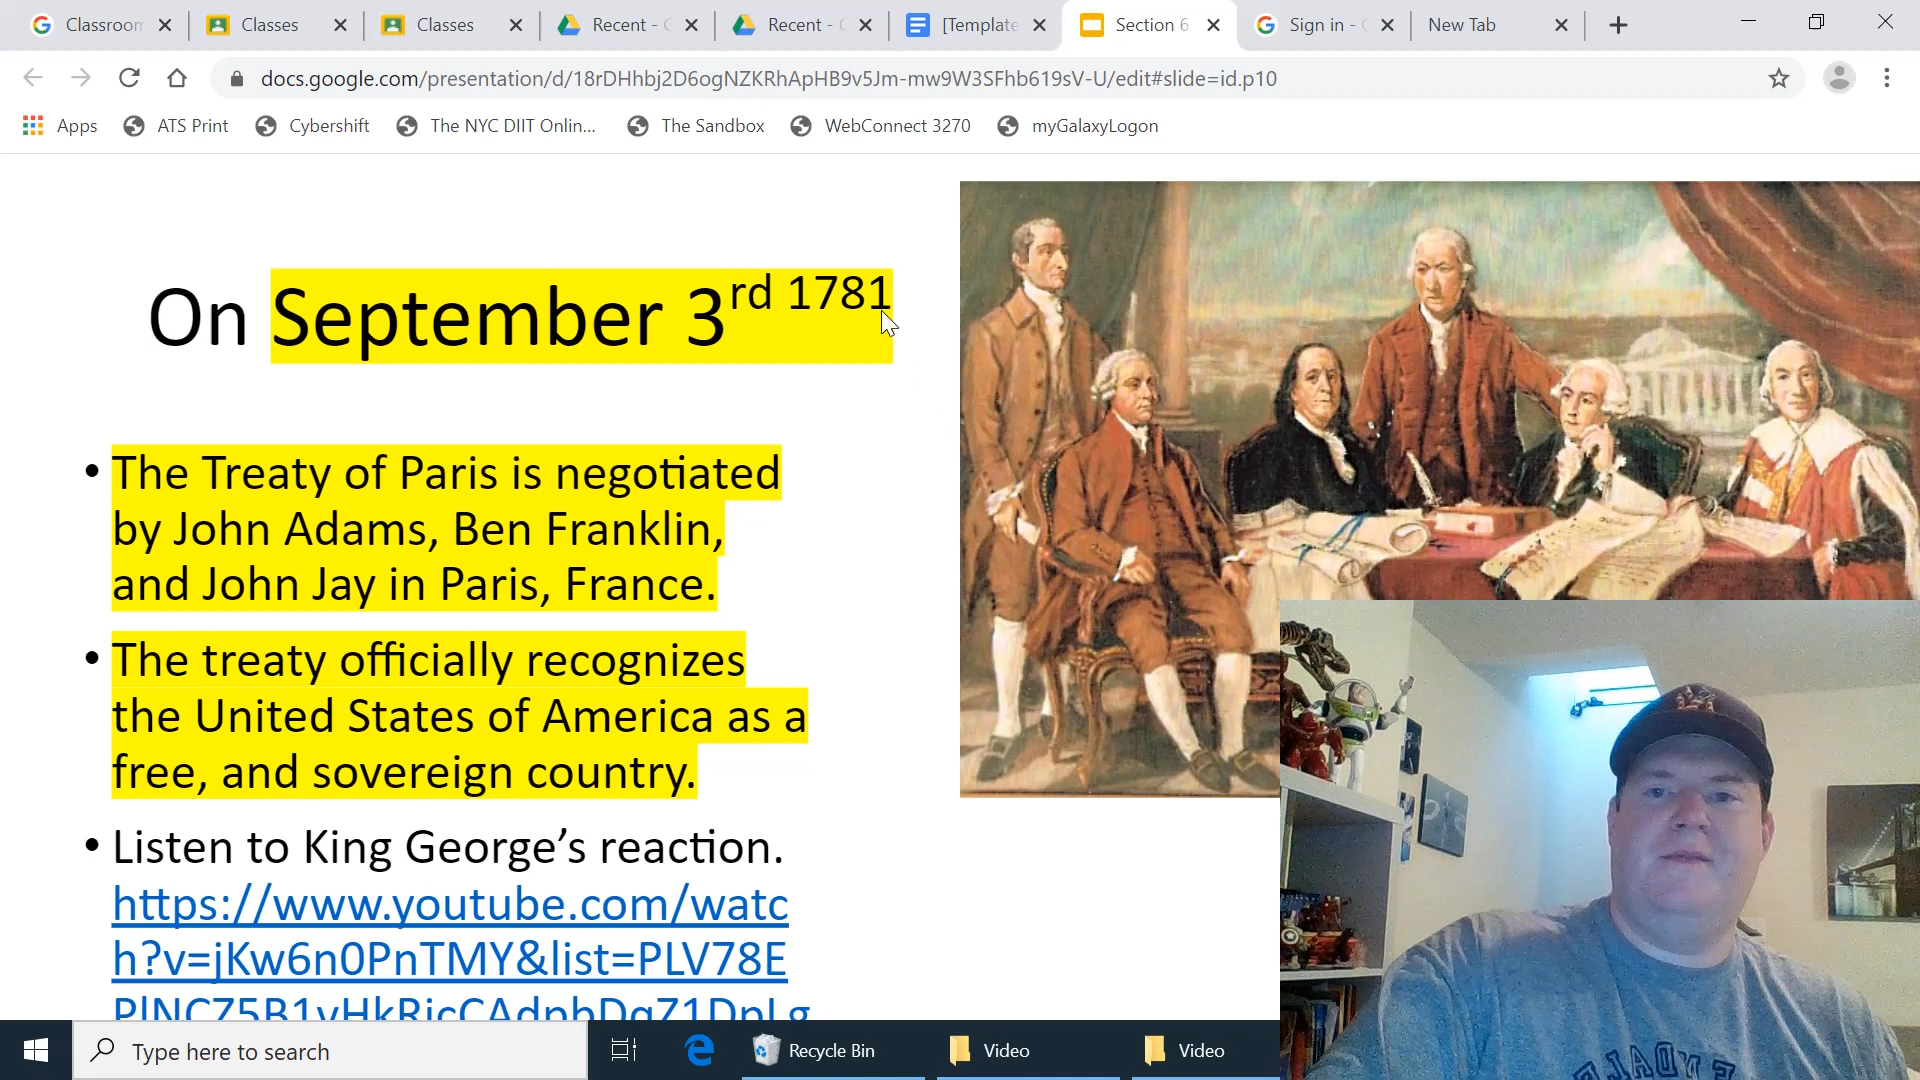 Classroom
Classes
Classes
Recent - G
Recent - G
[Template
Section 6
Sign in - G
New Tab
docs.google.com/presentation/d/18rDHhbj2D6ogNZKRhApHB9v5Jm-mw9W3SFhb619sV-U/edit#slide=id.p10
Apps
ATS Print
Cybershift
The NYC DIIT Onlin...
The Sandbox
WebConnect 3270
myGalaxyLogon
On September 3rd 1781
• The Treaty of Paris is negotiated
by John Adams, Ben Franklin,
and John Jay in Paris, France.
• The treaty officially recognizes
the United States of America as a
free, and sovereign country.
• Listen to King George’s reaction.
https://www.youtube.com/watc
h?v=jKw6n0PnTMY&list=PLV78E
Type here to search
Recycle Bin
Video
Video